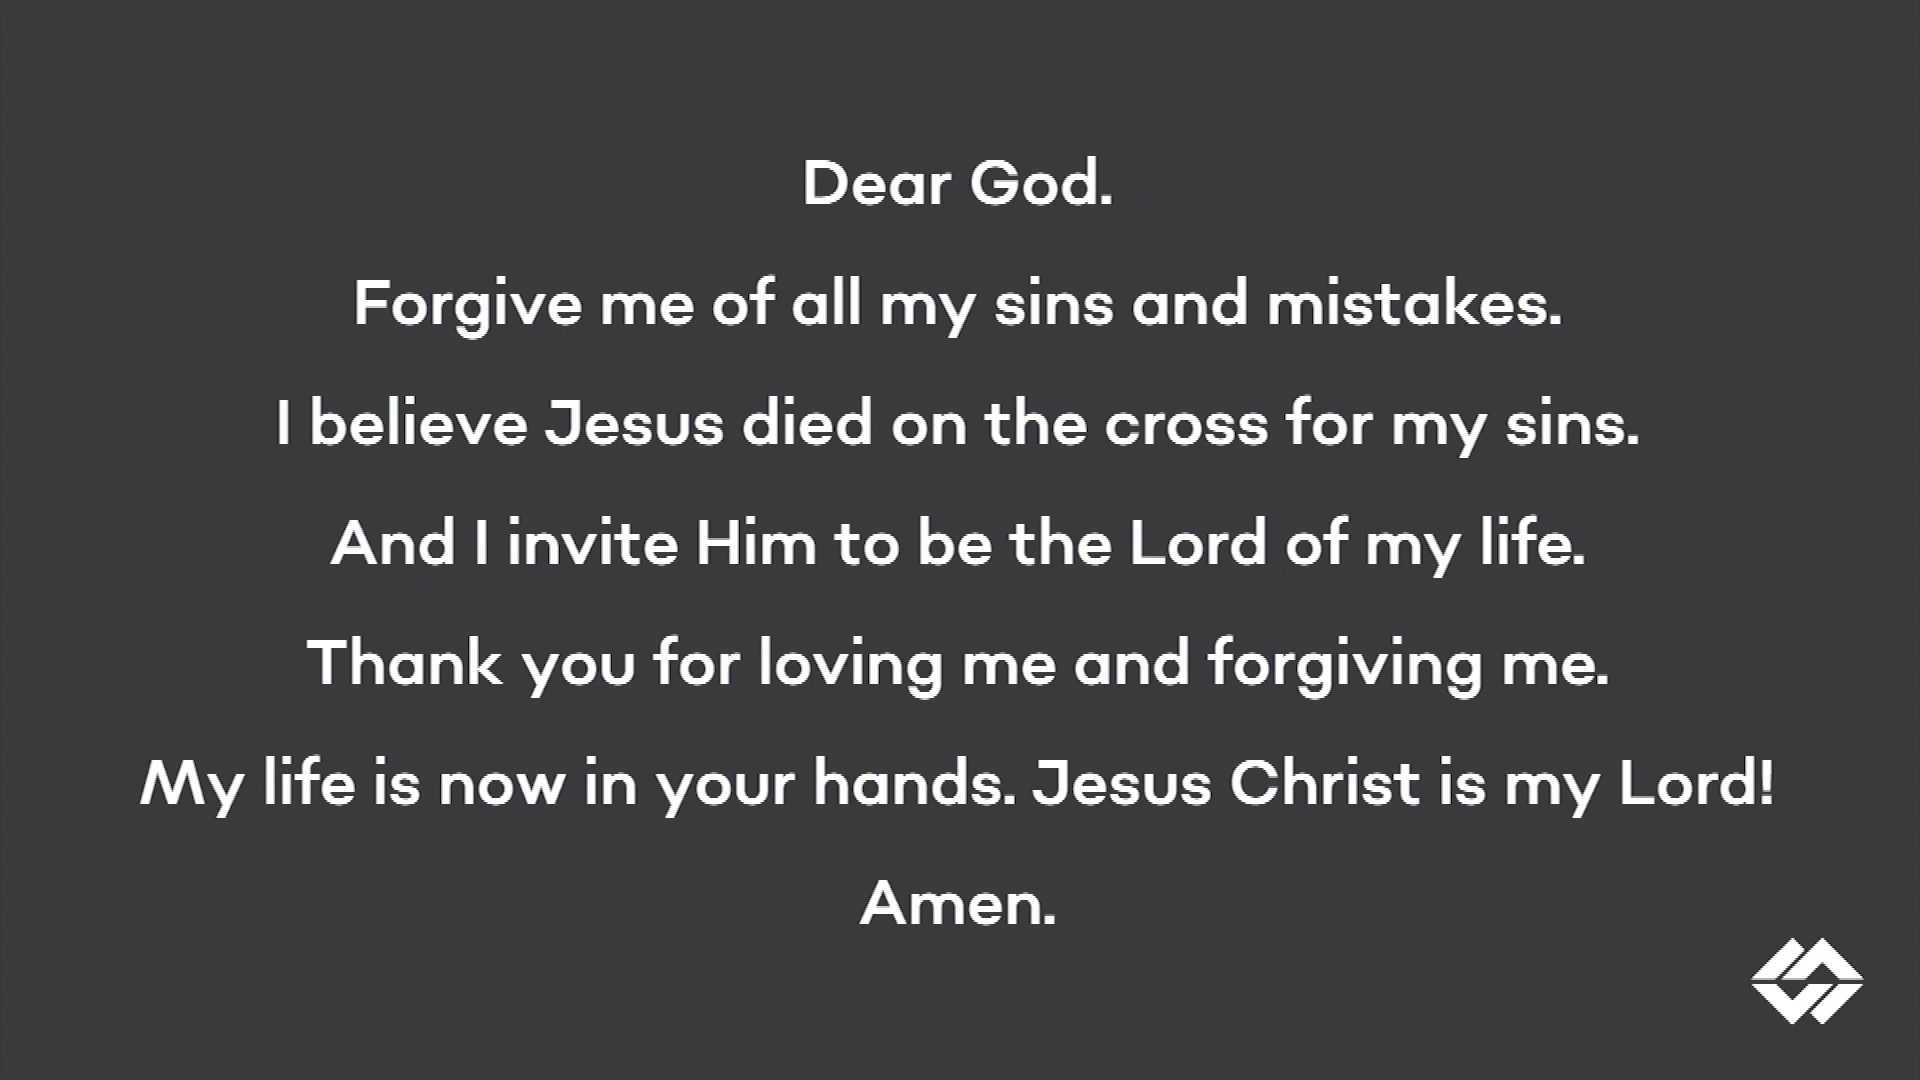 Dear God.
Forgive me of all my sins and mistakes.
I believe Jesus died on the cross for my sins.
And I invite Him to be the Lord of my life.
Thank you for loving me and forgiving me.
My life is now in your hands. Jesus Christ is my Lord!
Amen.